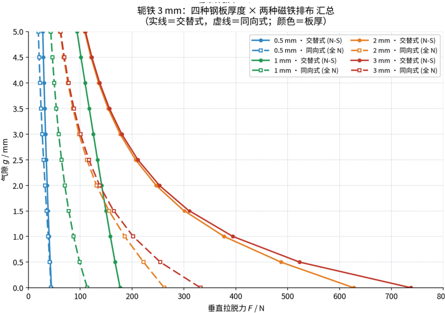 轭铁 3 mm：四种钢板厚度 × 两种磁铁排布 汇总
（实线=交替式，虚线=同向式；颜色=板厚）
0.5 mm · 交替式 (N-S)
0.5 mm · 同向式 (全 N)
1 mm · 交替式 (N-S)
1 mm · 同向式 (全 N)
2 mm · 交替式 (N-S)
2 mm · 同向式 (全 N)
3 mm · 交替式 (N-S)
3 mm · 同向式 (全 N)
气隙 g / mm
5.0
4.5
4.0
3.5
3.0
2.5
2.0
1.5
1.0
0.5
0.0
0 100 200 300 400 500 600 700 800
垂直拉脱力 F / N